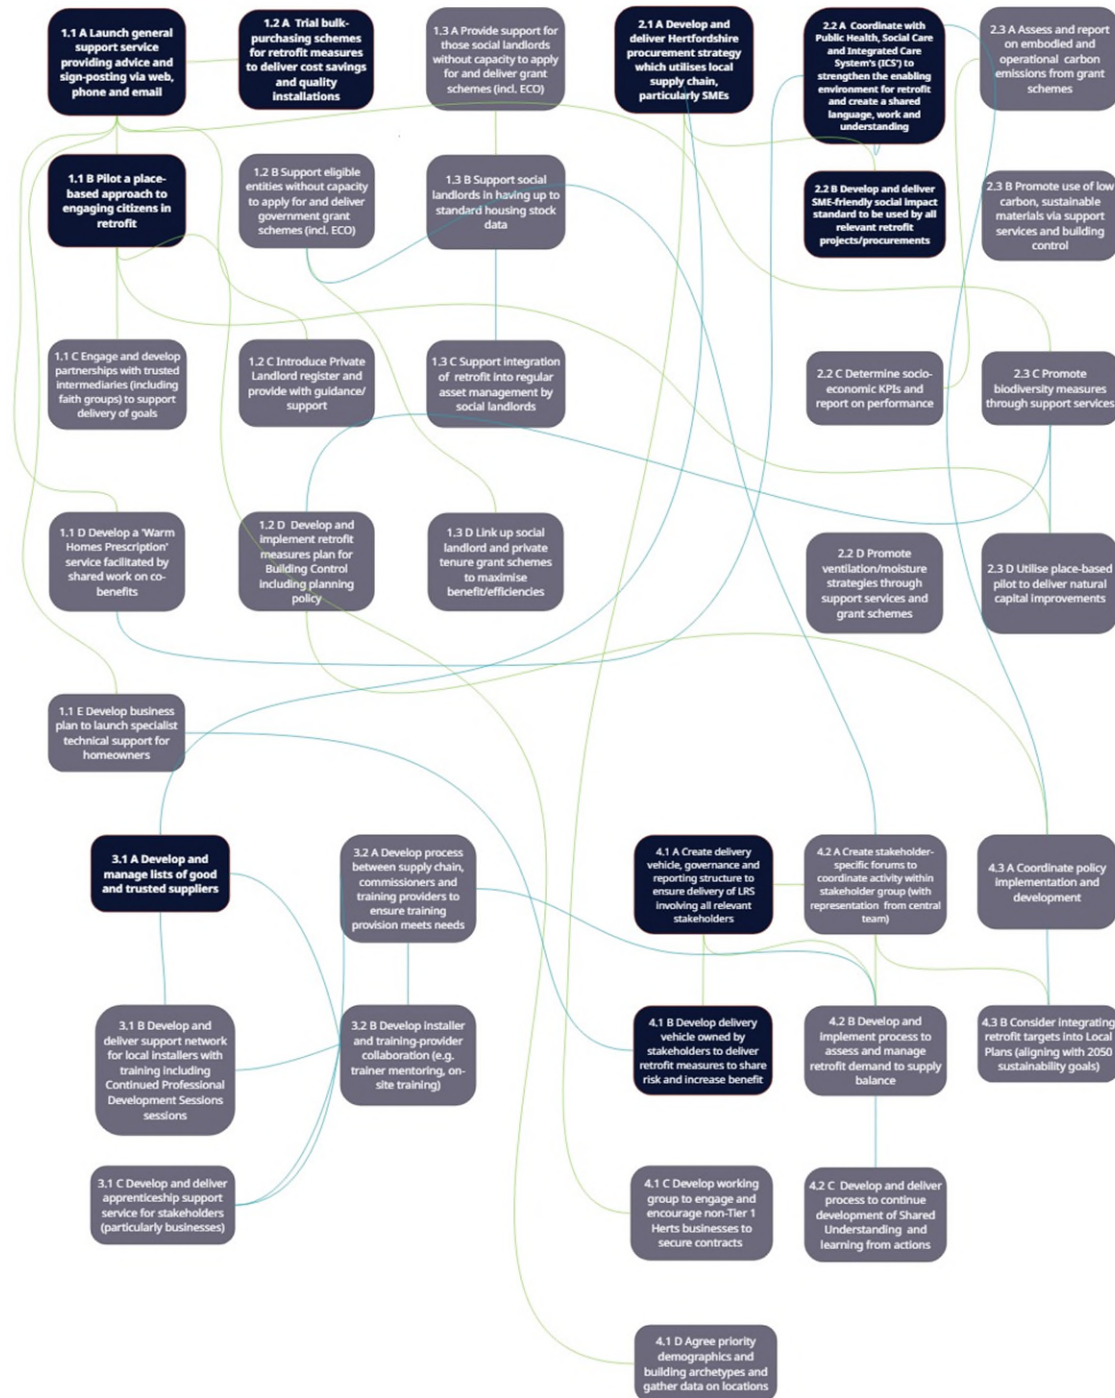 1.1 A Launch general
support service
providing advice and
sign-posting via web,
phone and email
1.2 A  Trial bulk-
purchasing schemes
for retrofit measures
to deliver cost savings
and quality
installations
1.3 A Provide support for
those social landlords
without capacity to apply
for and deliver grant
schemes (incl. ECO)
2.1 A Develop and
deliver Hertfordshire
procurement strategy
which utilises local
supply chain,
particularly SMEs
2.2 A  Coordinate with
Public Health, Social Care
and Integrated Care
System's (ICS') to
strengthen the enabling
environment for retrofit
and create a shared
language, work and
understanding
2.3 A Assess and report
on embodied and
operational  carbon
emissions from grant
schemes
1.1 B Pilot a place-
based approach to
engaging citizens in
retrofit
1.2 B Support eligible
entities without capacity
to apply for and deliver
government grant
schemes (incl. ECO)
1.3 B Support social
landlords in having up to
standard housing stock
data
2.2 B Develop and deliver
SME-friendly social impact
standard to be used by all
relevant retrofit
projects/procurements
2.3 B Promote use of low
carbon, sustainable
materials via support
services and building
control
1.1 C Engage and develop
partnerships with trusted
intermediaries (including
faith groups) to support
delivery of goals
1.2 C Introduce Private
Landlord register and
provide with guidance/
support
1.3 C Support integration
of  retrofit into regular
asset management by
social landlords
2.2 C Determine socio-
economic KPIs and
report on performance
2.3 C Promote
biodiversity measures
through support services
1.1 D Develop a 'Warm
Homes Prescription'
service facilitated by
shared work on co-
benefits
1.2 D  Develop and
implement retrofit
measures plan for
Building Control
including planning
policy
1.3 D Link up social
landlord and private
tenure grant schemes
to maximise
benefit/efficiencies
2.2 D Promote
ventilation/moisture
strategies through
support services and
grant schemes
2.3 D Utilise place-based
pilot to deliver natural
capital improvements
1.1 E Develop business
plan to launch specialist
technical support for
homeowners
3.1 A Develop and
manage lists of good
and trusted suppliers
3.2 A Develop process
between supply chain,
commissioners and
training providers to
ensure training
provision meets needs
4.1 A Create delivery
vehicle, governance and
reporting structure to
ensure delivery of LRS
involving all relevant
stakeholders
4.2 A Create stakeholder-
specific forums to
coordinate activity within
stakeholder group (with
representation  from central
team)
4.3 A Coordinate policy
implementation and
development
3.1 B Develop and
deliver support network
for local installers with
training including
Continued Professional
Development Sessions
sessions
3.2 B Develop installer
and training-provider
collaboration (e.g.
trainer mentoring, on-
site training)
4.1 B Develop delivery
vehicle owned by
stakeholders to deliver
retrofit measures to share
risk and increase benefit
4.2 B Develop and
implement process to
assess and manage
retrofit demand to supply
balance
4.3 B Consider integrating
retrofit targets into Local
Plans (aligning with 2050
sustainability goals)
3.1 C Develop and deliver
apprenticeship support
service for stakeholders
(particularly businesses)
4.1 C Develop working
group to engage and
encourage non-Tier 1
Herts businesses to
secure contracts
4.2 C  Develop and deliver
process to continue
development of Shared
Understanding  and
learning from actions
4.1 D Agree priority
demographics and
building archetypes and
gather data on locations